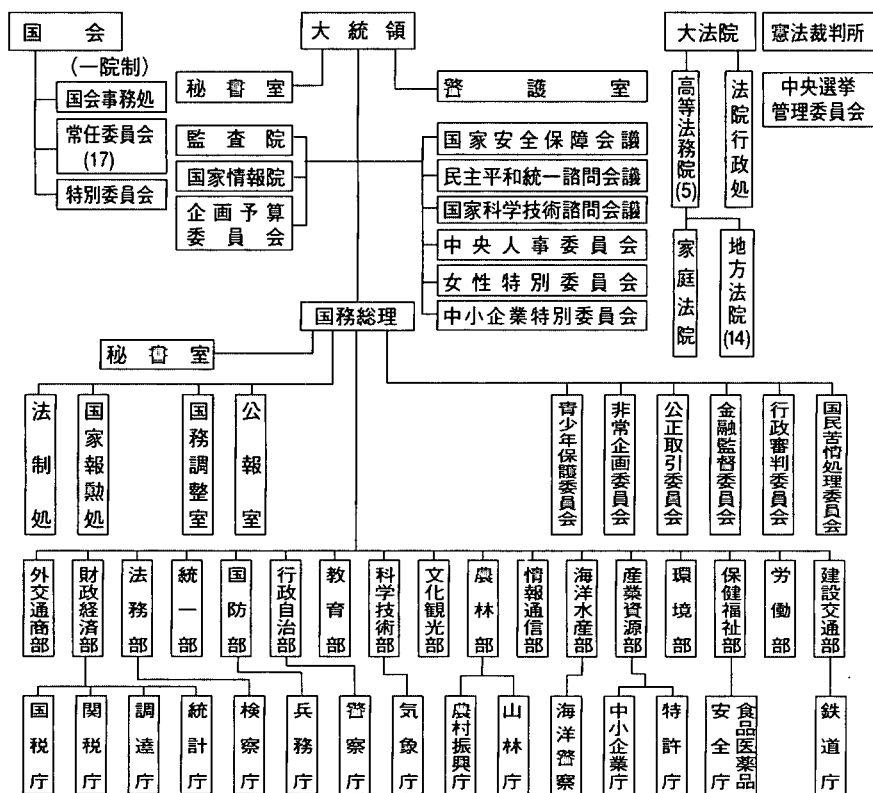 国会
大統領
大法院
憲法裁判所
(一院制)
国会事務処
常任委員会
(17)
特別委員会
秘書室
警護室
監査院
国家情報院
企画予算
委員会
国家安全保障会議
民主平和統一諮問会議
国家科学技術諮問会議
中央人事委員会
女性特別委員会
中小企業特別委員会
高等法務院(5)
法院行政処
中央選挙
管理委員会
家庭法院
地方法院(14)
国務総理
秘書室
法制処
国家報勲処
国務調整室
公報室
青少年保護委員会
非常企画委員会
公正取引委員会
金融監督委員会
行政審判委員会
国民苦情処理委員会
外交通商部
財政経済部
法務部
統一部
国防部
行政自治部
教育部
科学技術部
文化観光部
農林部
情報通信部
海洋水産部
産業資源部
環境部
保健福祉部
労働部
建設交通部
国税庁
関税庁
調達庁
統計庁
検察庁
兵務庁
警察庁
気象庁
農村振興庁
山林庁
海洋警察
中小企業庁
特許庁
食品医薬品
安全庁
鉄道庁